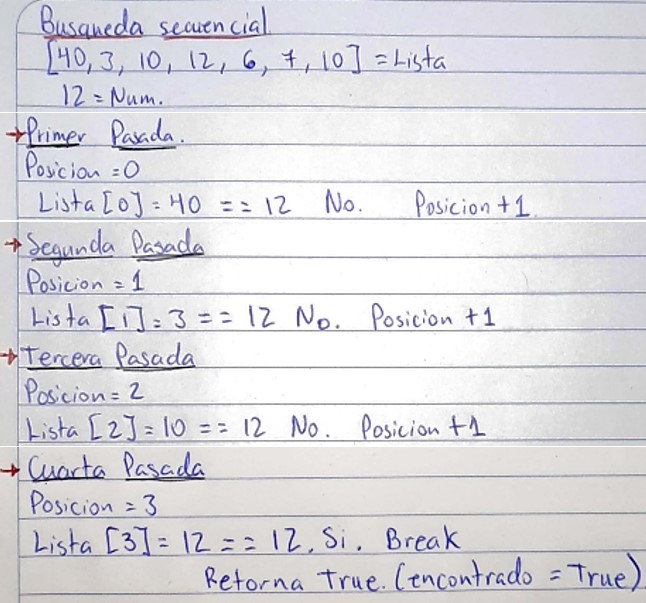 Busqueda secuencial
[40, 3, 10, 12, 6, 7, 10] = Lista
12 = Num.
→Primer Pasada.
Posicion = 0
Lista [0] = 40 == 12 No. Posicion +1.
→ Segunda Pasada
Posicion = 1
Lista [1] = 3 == 12 No. Posicion +1
→ Tercera Pasada
Posicion = 2
Lista [2] = 10 == 12 No. Posicion +1
→ Cuarta Pasada
Posicion = 3
Lista [3] = 12 == 12. Si. Break
Retorna True. (encontrado = True)